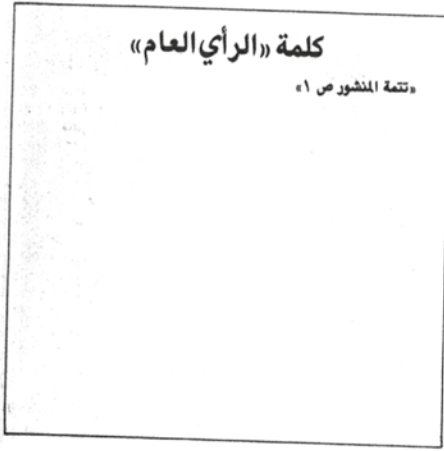 كلمة «الرأي العام»
«تتمة المنشور ص ١»